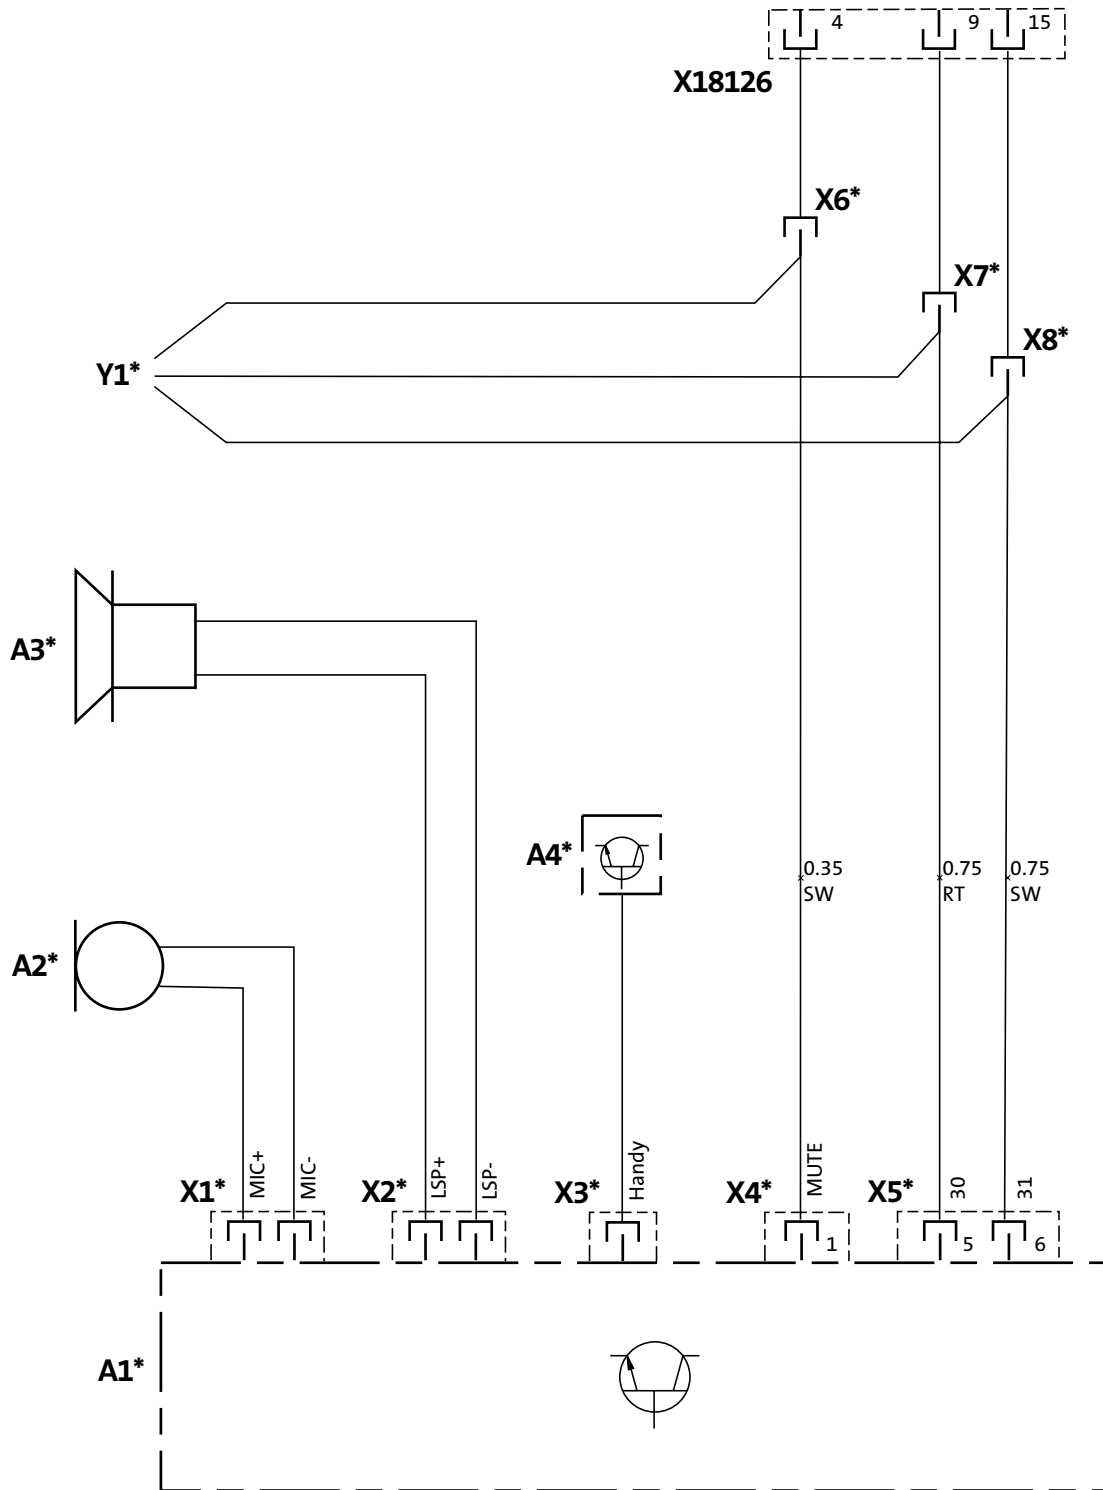 4 9 15
X18126
X6*
X7*
X8*
Y1*
A3*
A4*
0.35
SW
0.75
RT
0.75
SW
A2*
X1*
MIC+
MIC-
X2*
LSP+
LSP-
X3*
Handy
X4*
MUTE
X5*
30
31
1
5
6
A1*